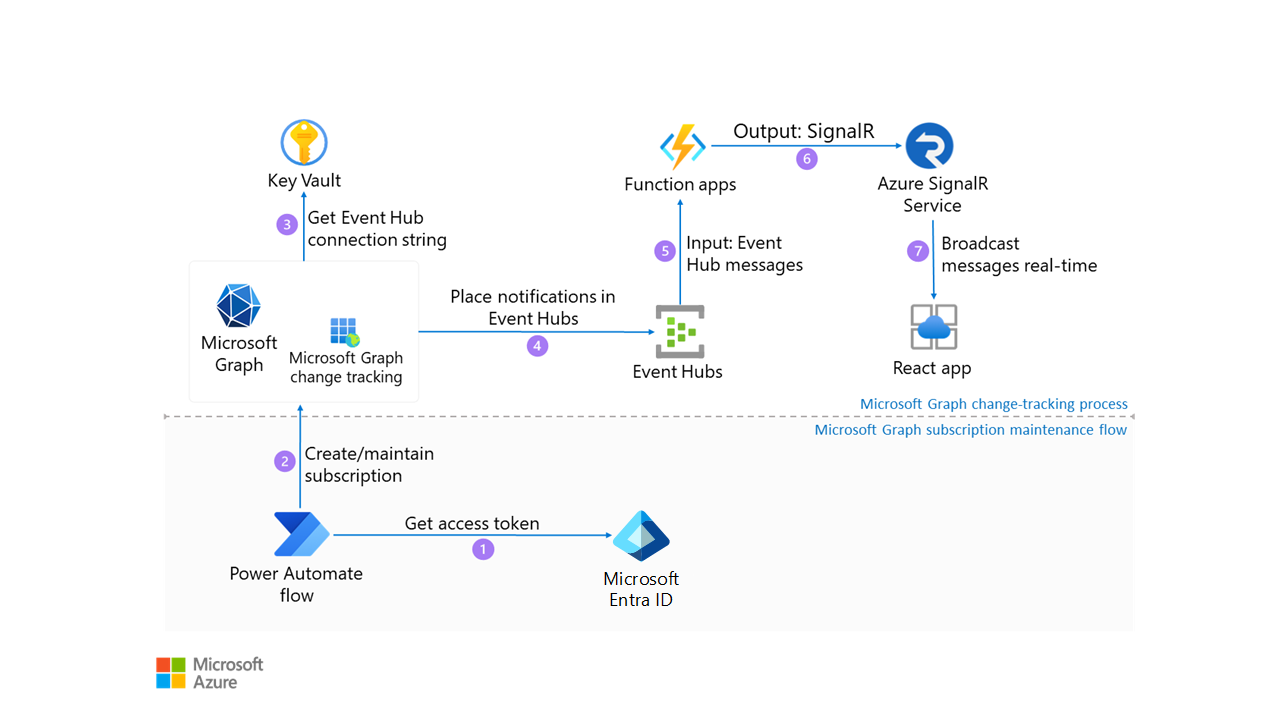 Output: SignalR
6
Key Vault
Function apps
Azure SignalR
Service
3
Get Event Hub
connection string
5
Input: Event
Hub messages
7
Broadcast
messages real-time
Microsoft
Graph
Microsoft Graph
change tracking
Place notifications in
Event Hubs
4
Event Hubs
React app
Microsoft Graph change-tracking process
Microsoft Graph subscription maintenance flow
2
Create/maintain
subscription
Get access token
1
Power Automate
flow
Microsoft
Entra ID
Microsoft
Azure